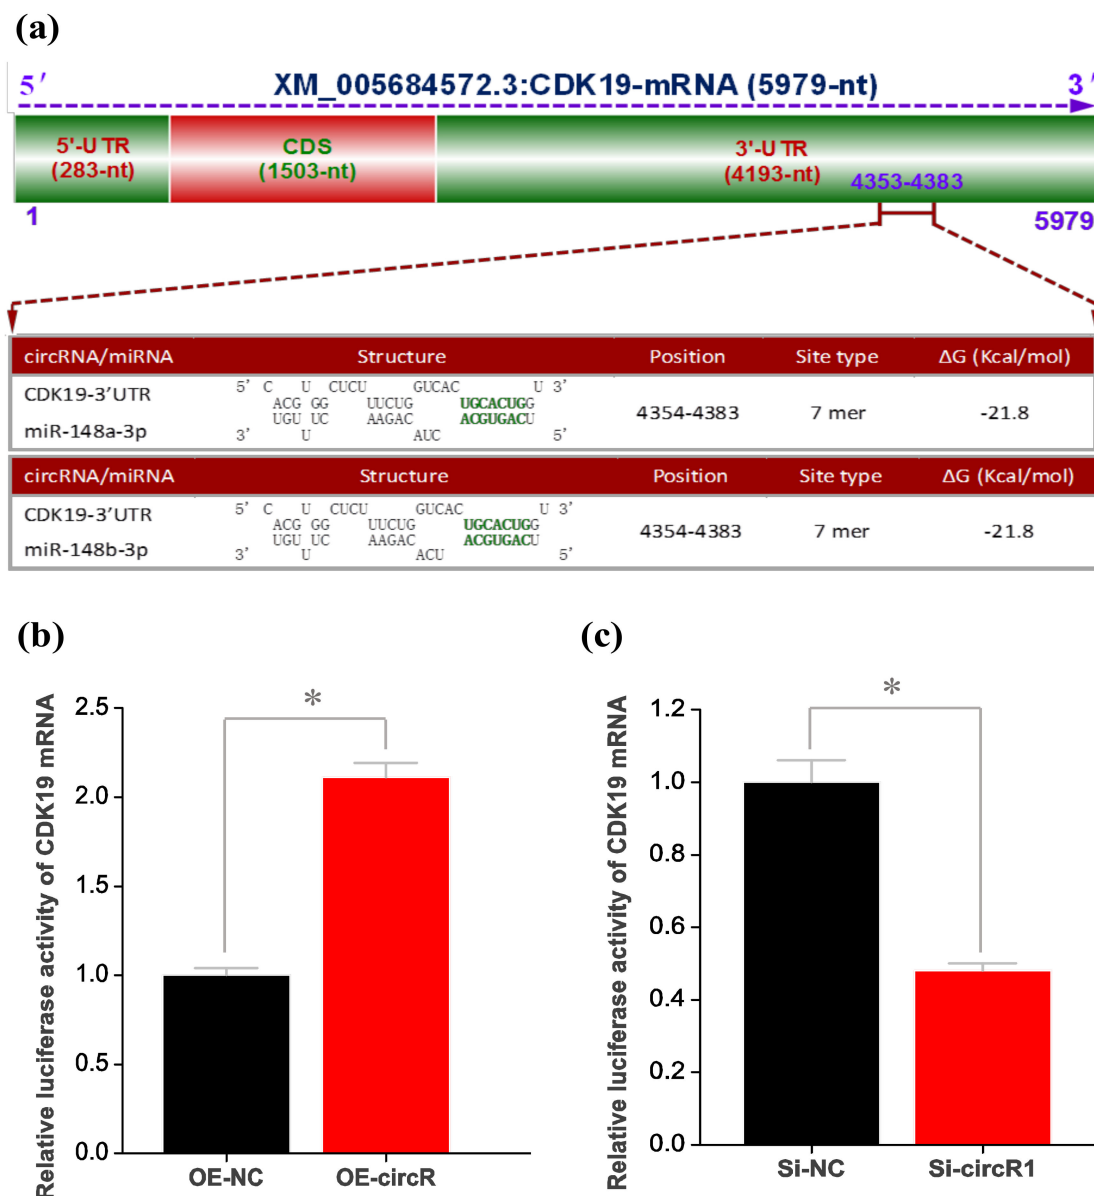 (a)
5′ XM_005684572.3:CDK19-mRNA (5979-nt) 3′
5'-UTR CDS 3'-UTR
(283-nt) (1503-nt) (4193-nt) 4353-4383
1 5979
circRNA/miRNA Structure Position Site type ΔG (Kcal/mol)
5’ C U CUCU GUCAC U 3’
CDK19-3’UTR ACG GG UUCUG UGCACUGG
UGU UC AAGAC ACGUGACU 4354-4383 7 mer -21.8
miR-148a-3p 3’ U AUC 5’
circRNA/miRNA Structure Position Site type ΔG (Kcal/mol)
5’ C U CUCU GUCAC U 3’
CDK19-3’UTR ACG GG UUCUG UGCACUGG
UGU UC AAGAC ACGUGACU 4354-4383 7 mer -21.8
miR-148b-3p 3’ U ACU 5’
(b)
Relative luciferase activity of CDK19 mRNA
2.5
2.0
1.5
1.0
0.5
0.0
*
OE-NC OE-circR
(c)
Relative luciferase activity of CDK19 mRNA
1.2
1.0
0.8
0.6
0.4
0.2
0.0
*
Si-NC Si-circR1